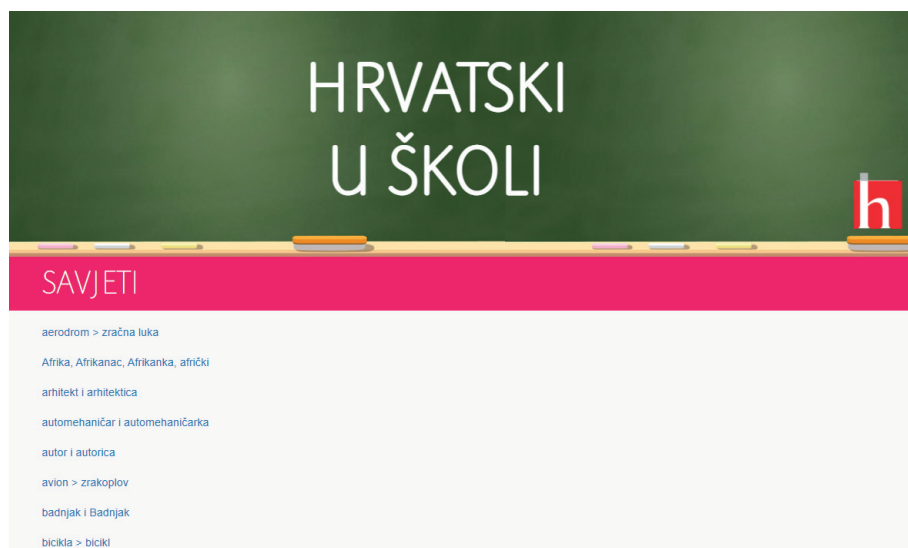 HRVATSKI
U ŠKOLI
h
SAVJETI
aerodrom > zračna luka
Afrika, Afrikanac, Afrikanka, afrički
arhitekt i arhitektica
automehaničar i automehaničarka
autor i autorica
avion > zrakoplov
badnjak i Badnjak
bicikla > bicikl